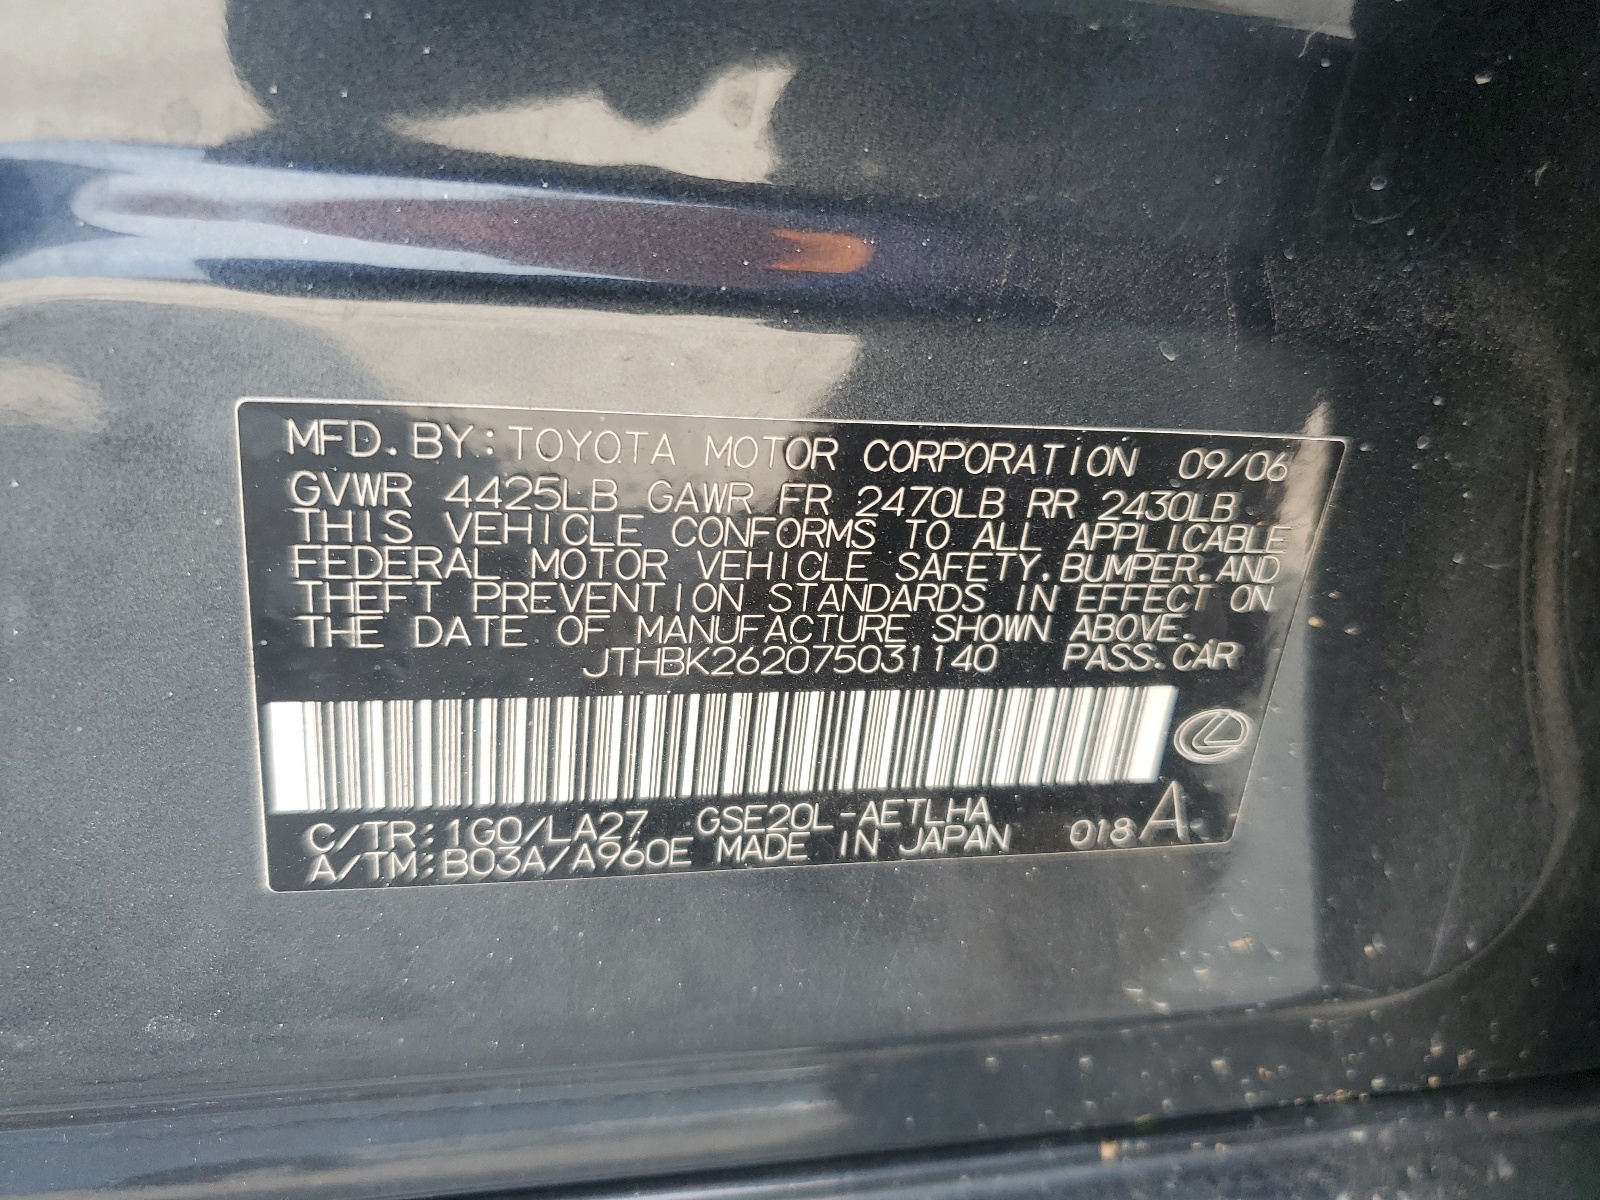 MFD. BY: TOYOTA MOTOR CORPORATION 09/06
GVWR 4425LB GAWR FR 2470LB RR 2430LB
THIS VEHICLE CONFORMS TO ALL APPLICABLE
FEDERAL MOTOR VEHICLE SAFETY, BUMPER, AND
THEFT PREVENTION STANDARDS IN EFFECT ON
THE DATE OF MANUFACTURE SHOWN ABOVE.
JTHBK262075031140 PASS. CAR
C/TR: 1G0/LA27 GSE20L-AETLHA
A/TM: B03A/A960E MADE IN JAPAN 018 A